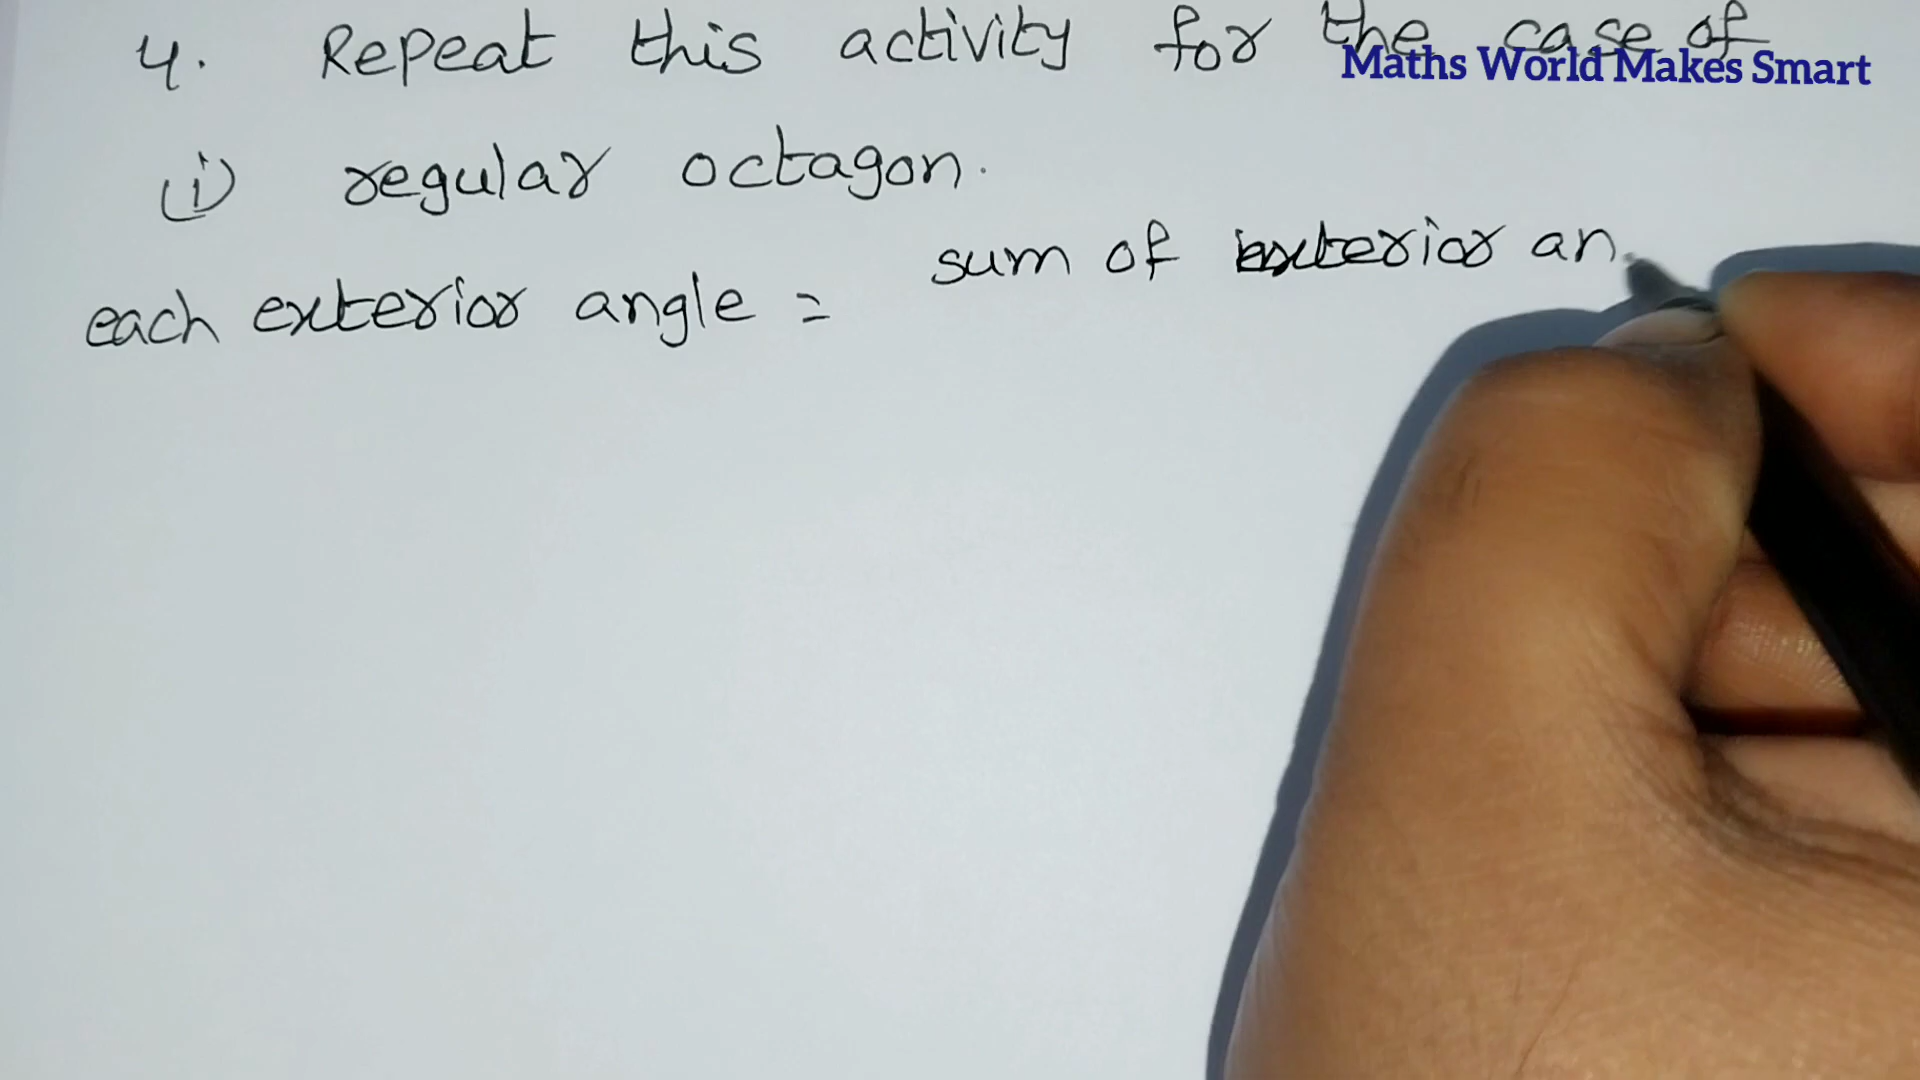 4. Repeat this activity for the case of
Maths World Makes Smart
(i) regular octagon.
sum of exterior an
each exterior angle =